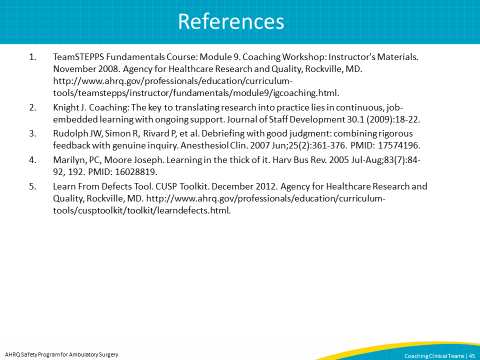 References
1. TeamSTEPPS Fundamentals Course: Module 9. Coaching Workshop: Instructor's Materials.
November 2008. Agency for Healthcare Research and Quality, Rockville, MD.
http://www.ahrq.gov/professionals/education/curriculum-
tools/teamstepps/instructor/fundamentals/module9/igcoaching.html.
2. Knight J. Coaching: The key to translating research into practice lies in continuous, job-
embedded learning with ongoing support. Journal of Staff Development 30.1 (2009):18-22.
3. Rudolph JW, Simon R, Rivard P, et al. Debriefing with good judgment: combining rigorous
feedback with genuine inquiry. Anesthesiol Clin. 2007 Jun;25(2):361-376. PMID: 17574196.
4. Marilyn, PC, Moore Joseph. Learning in the thick of it. Harv Bus Rev. 2005 Jul-Aug;83(7):84-
92, 192. PMID: 16028819.
5. Learn From Defects Tool. CUSP Toolkit. December 2012. Agency for Healthcare Research and
Quality, Rockville, MD. http://www.ahrq.gov/professionals/education/curriculum-
tools/cusptoolkit/toolkit/learndefects.html.
AHRQ Safety Program for Ambulatory Surgery
Coaching Clinical Teams | 45